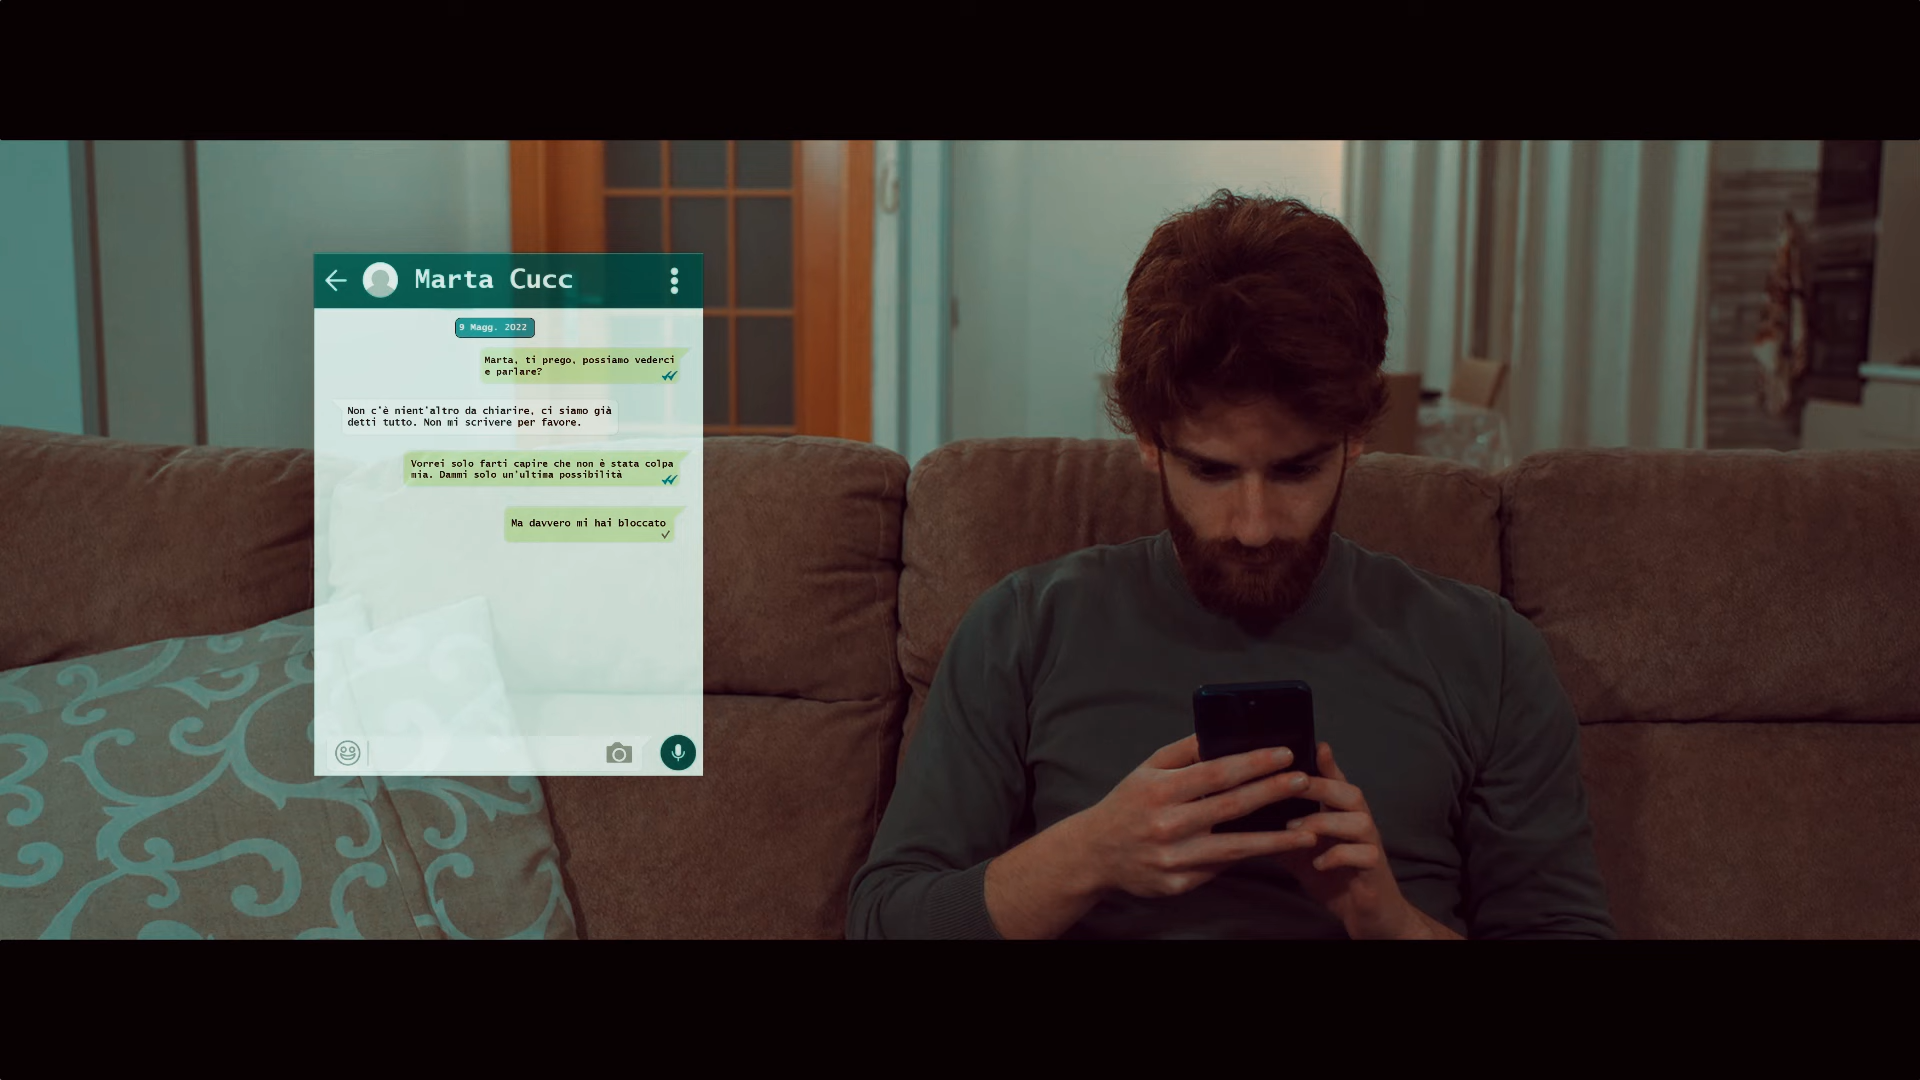 Marta Cucc
9 Magg. 2022
Marta, ti prego, possiamo vederci
e parlare?
Non c'è nient'altro da chiarire, ci siamo già
detti tutto. Non mi scrivere per favore.
Vorrei solo farti capire che non è stata colpa
mia. Dammi solo un'ultima possibilità
Ma davvero mi hai bloccato